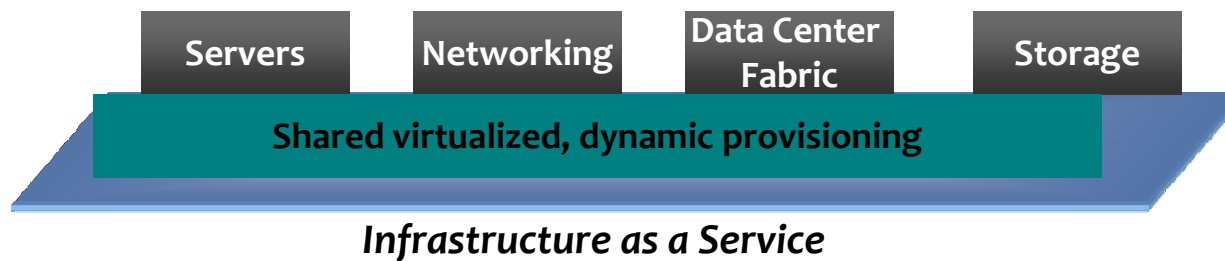 Servers
Networking
Data Center
Fabric
Storage
Shared virtualized, dynamic provisioning
Infrastructure as a Service